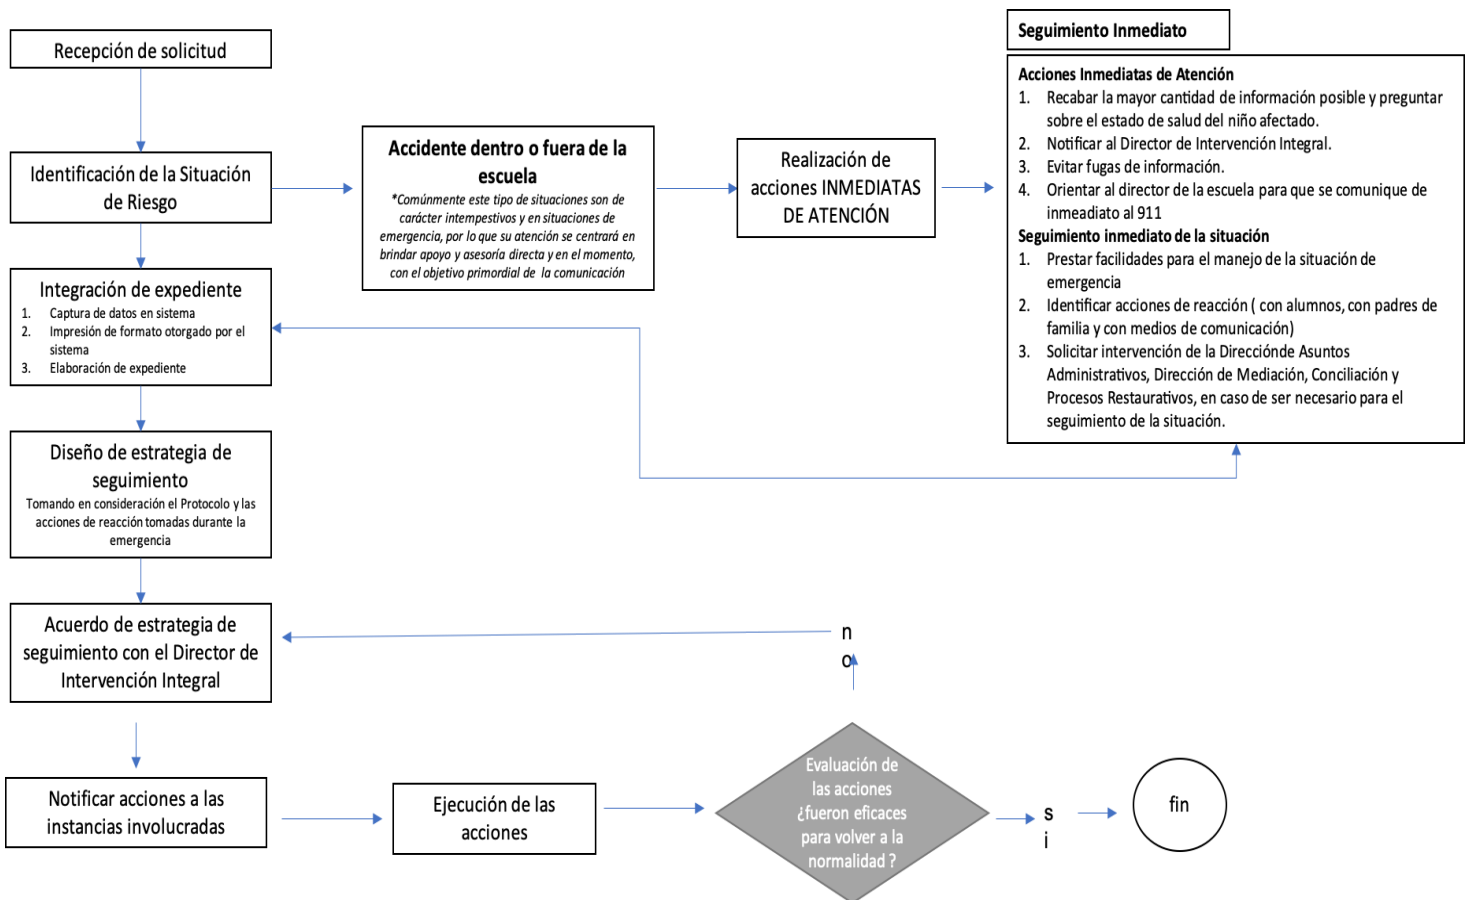 Recepción de solicitud
Identificación de la Situación
de Riesgo
Accidente dentro o fuera de la
escuela
*Comúnmente este tipo de situaciones son de
carácter intempestivos y en situaciones de
emergencia, por lo que su atención se centrará en
brindar apoyo y asesoría directa y en el momento,
con el objetivo primordial de la comunicación
Realización de
acciones INMEDIATAS
DE ATENCIÓN
Seguimiento Inmediato
Acciones Inmediatas de Atención
1. Recabar la mayor cantidad de información posible y preguntar
sobre el estado de salud del niño afectado.
2. Notificar al Director de Intervención Integral.
3. Evitar fugas de información.
4. Orientar al director de la escuela para que se comunique de
inmeadiato al 911
Seguimiento inmediato de la situación
1. Prestar facilidades para el manejo de la situación de
emergencia
2. Identificar acciones de reacción ( con alumnos, con padres de
familia y con medios de comunicación)
3. Solicitar intervención de la Direcciónde Asuntos
Administrativos, Dirección de Mediación, Conciliación y
Procesos Restaurativos, en caso de ser necesario para el
seguimiento de la situación.
Integración de expediente
1. Captura de datos en sistema
2. Impresión de formato otorgado por el
sistema
3. Elaboración de expediente
Diseño de estrategia de
seguimiento
Tomando en consideración el Protocolo y las
acciones de reacción tomadas durante la
emergencia
Acuerdo de estrategia de
seguimiento con el Director de
Intervención Integral
Notificar acciones a las
instancias involucradas
Ejecución de las
acciones
Evaluación de
las acciones
¿fueron eficaces
para volver a la
normalidad ?
n
o
s
i
fin